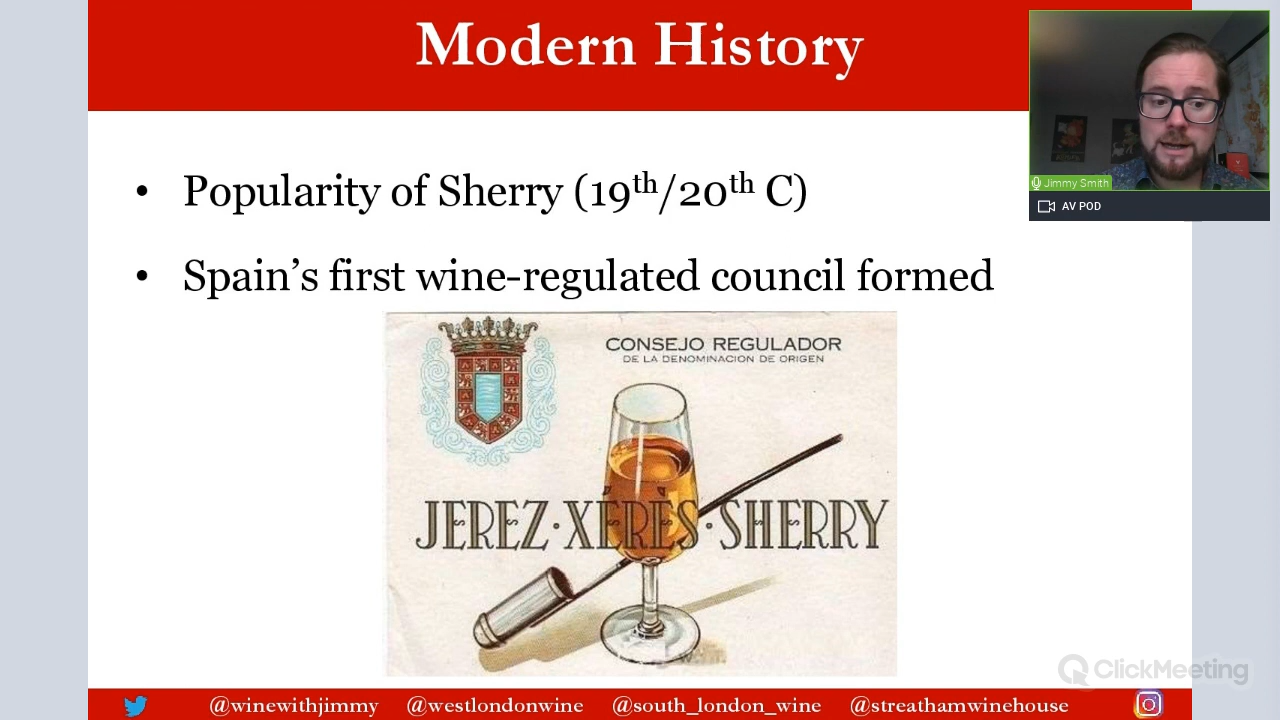 Modern History
• Popularity of Sherry (19th/20th C)
• Spain’s first wine-regulated council formed
CONSEJO REGULADOR
DE LA DENOMINACION DE ORIGEN
JEREZ·XÉRÈS·SHERRY
Jimmy Smith
AV POD
ClickMeeting
@winewithjimmy @westlondonwine @south_london_wine @streathamwinehouse